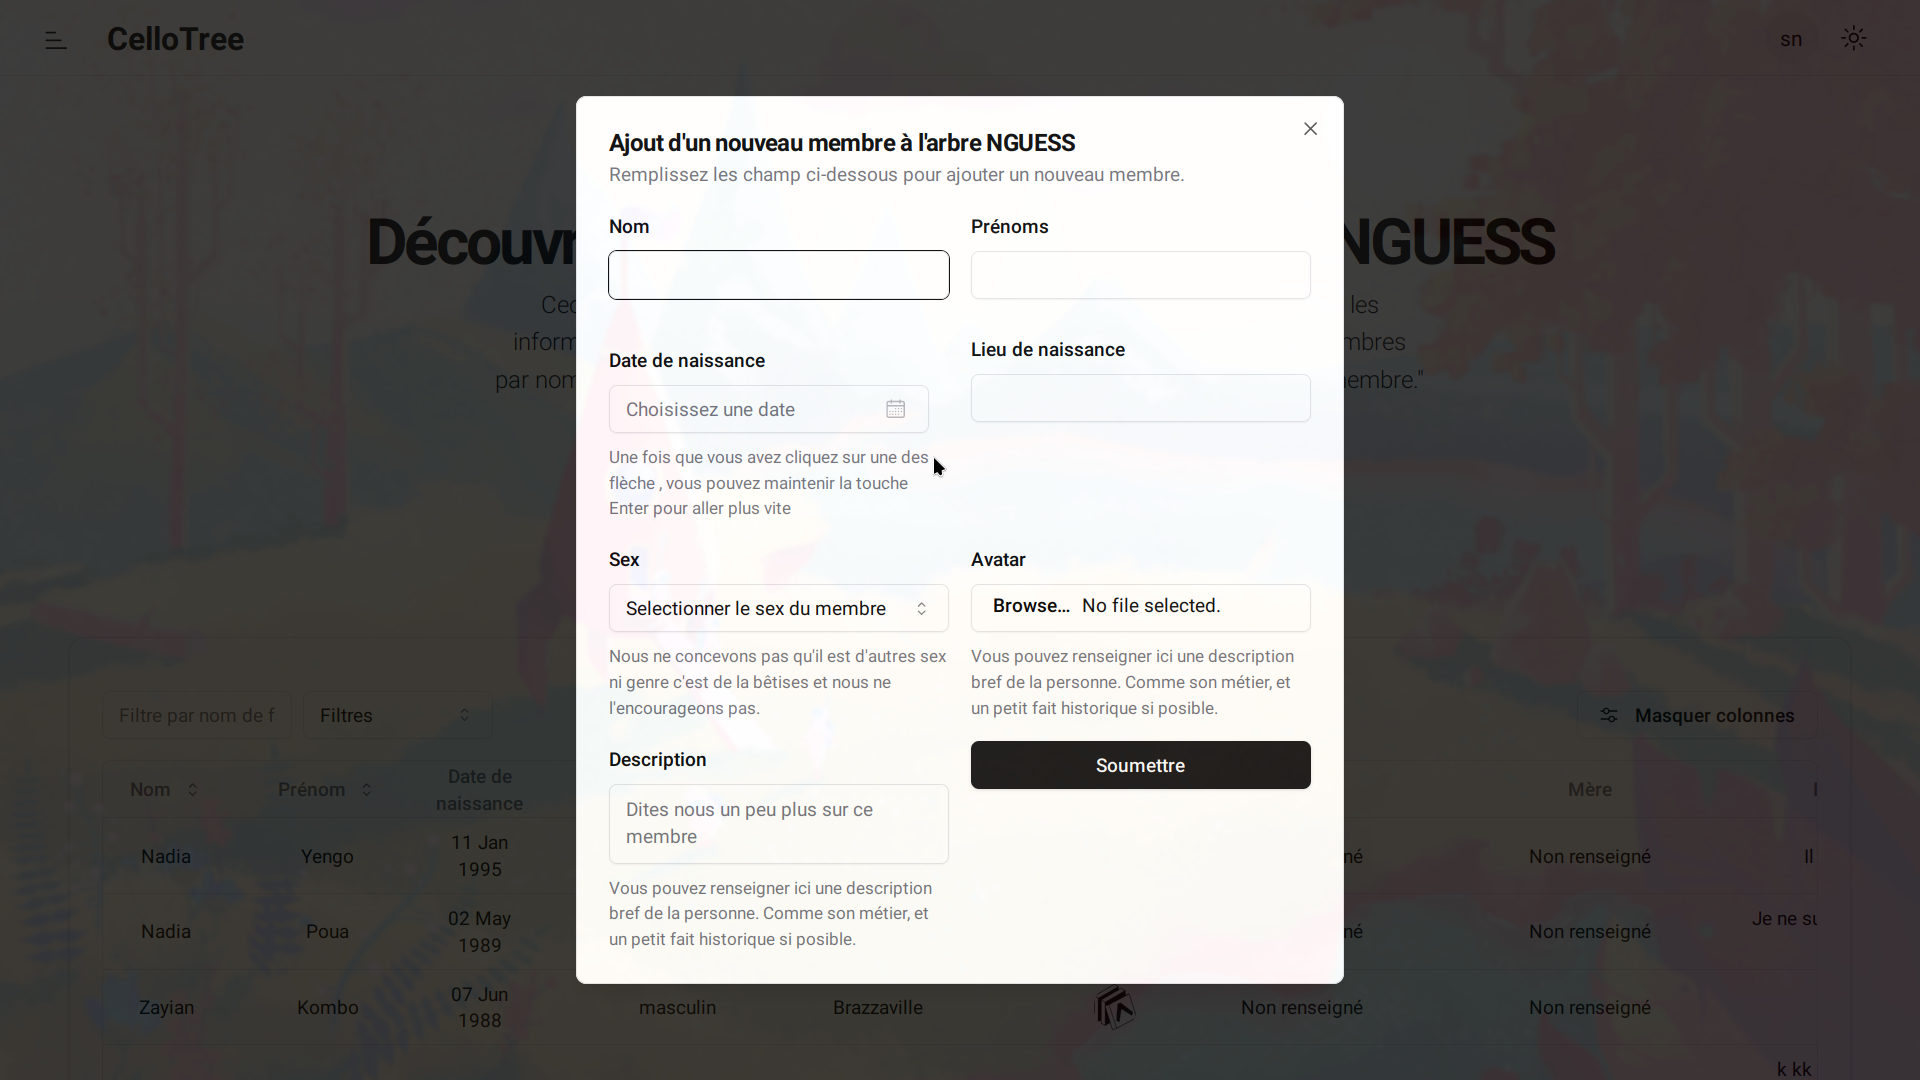 CelloTree
sn
Ajout d'un nouveau membre à l'arbre NGUESS
Remplissez les champ ci-dessous pour ajouter un nouveau membre.
Nom
Prénoms
Date de naissance
Lieu de naissance
Choisissez une date
Une fois que vous avez cliquez sur une des
flèche , vous pouvez maintenir la touche
Enter pour aller plus vite
Sex
Avatar
Selectionner le sex du membre
Browse... No file selected.
Nous ne concevons pas qu'il est d'autres sex
ni genre c'est de la bêtises et nous ne
l'encourageons pas.
Vous pouvez renseigner ici une description
bref de la personne. Comme son métier, et
un petit fait historique si posible.
Description
Soumettre
Dites nous un peu plus sur ce
membre
Vous pouvez renseigner ici une description
bref de la personne. Comme son métier, et
un petit fait historique si posible.
Découvr NGUESS
Cec les
inform mbres
par nom embre."
Filtre par nom de f
Filtres
Masquer colonnes
Nom Prénom Date de naissance Mère
Nadia Yengo 11 Jan 1995 né Non renseigné Il
Nadia Poua 02 May 1989 né Non renseigné Je ne su
Zayian Kombo 07 Jun 1988 masculin Brazzaville Non renseigné Non renseigné
k kk